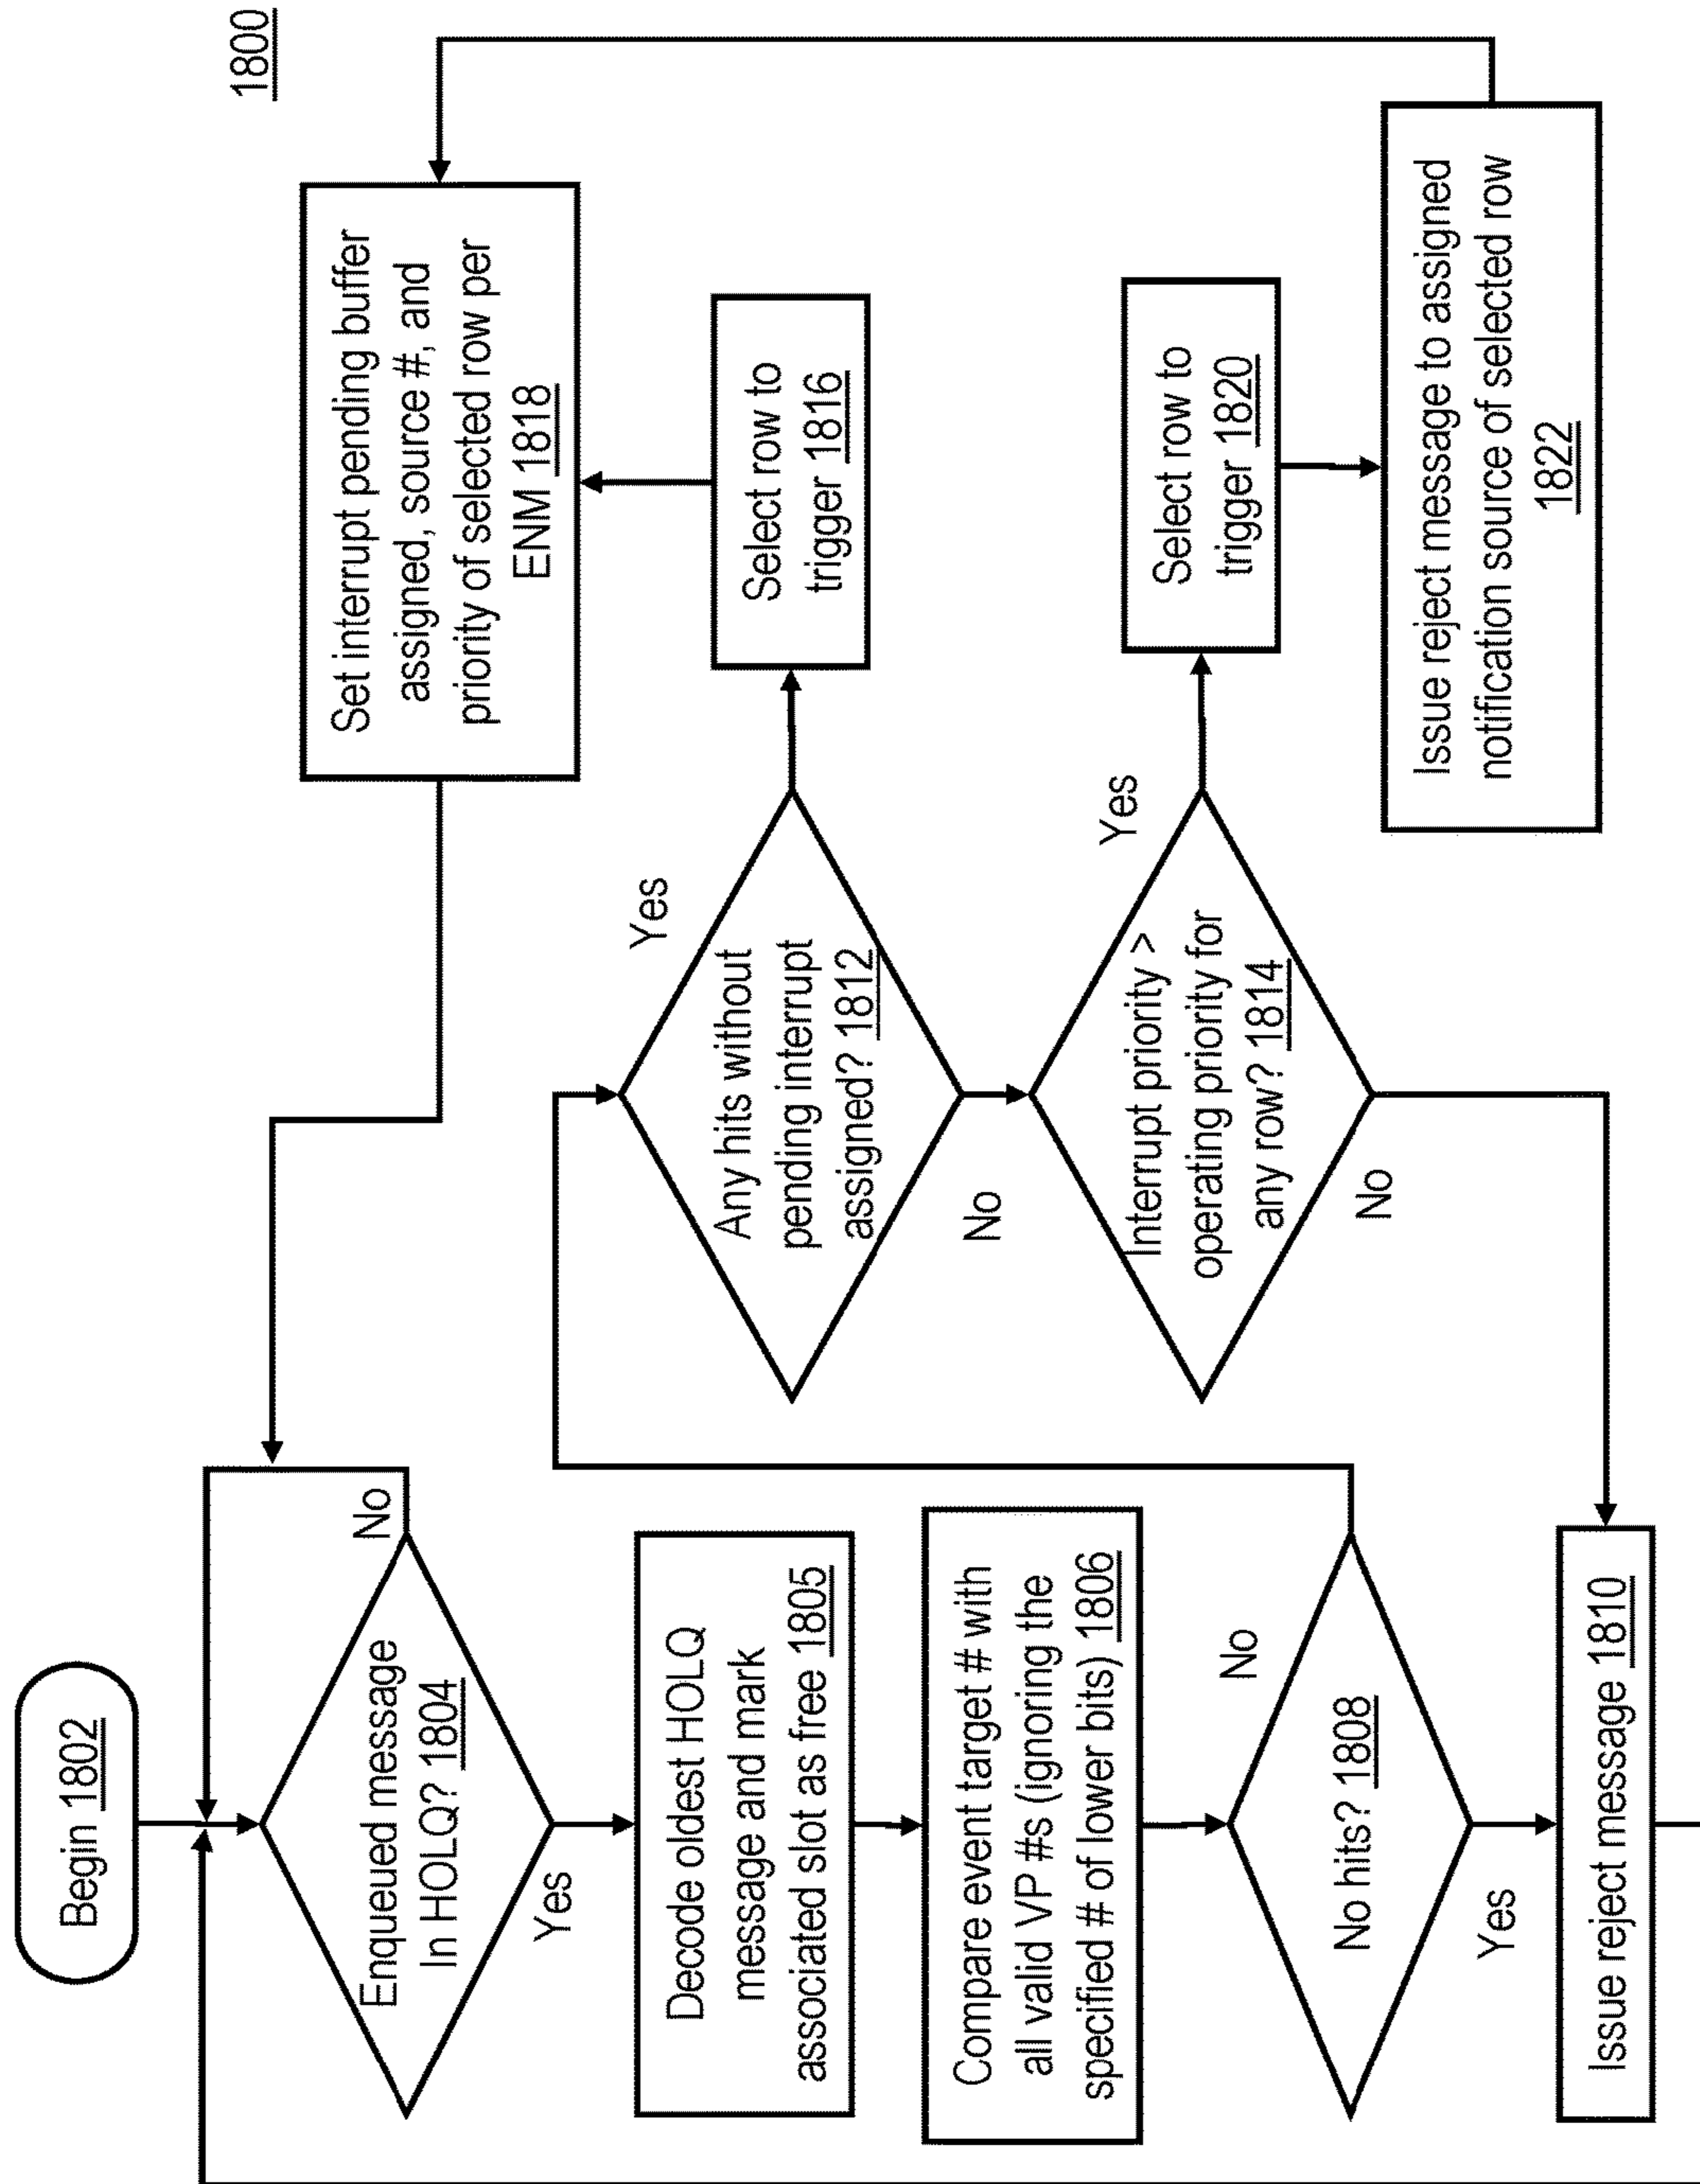 1800
Begin 1802
No
Enqueued message
In HOLQ? 1804
Yes
Decode oldest HOLQ
message and mark
associated slot as free 1805
Compare event target # with
all valid VP #s (ignoring the
specified # of lower bits) 1806
No
No hits? 1808
Yes
Issue reject message 1810
Yes
Any hits without
pending interrupt
assigned? 1812
No
Yes
Interrupt priority >
operating priority for
any row? 1814
No
Set interrupt pending buffer
assigned, source #, and
priority of selected row per
ENM 1818
Select row to
trigger 1816
Select row to
trigger 1820
Issue reject message to assigned
notification source of selected row
1822